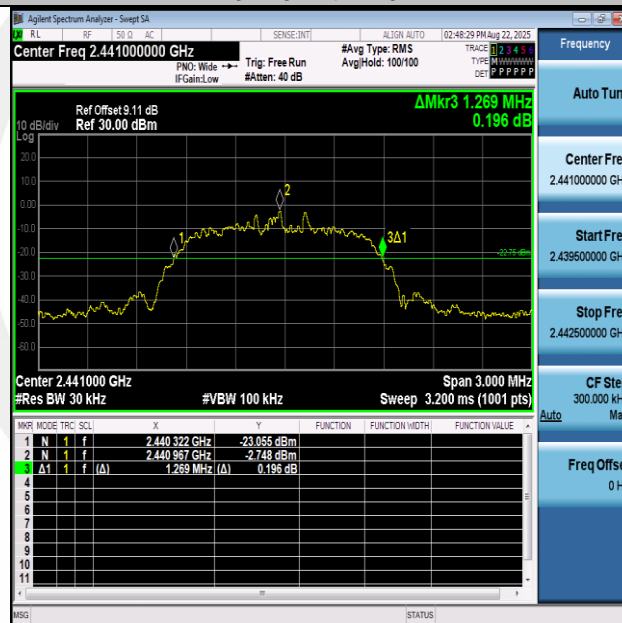 Agilent Spectrum Analyzer - Swept SA
RL RF 50 Ω AC SENSE:INT ALIGN AUTO 02:48:29 PM Aug 22, 2025
Center Freq 2.441000000 GHz
PNO: Wide
IFGain:Low
Trig: Free Run
#Atten: 40 dB
#Avg Type: RMS
Avg|Hold: 100/100
TRACE 1 2 3 4 5 6
TYPE M W W W W W
DET P P P P P P
Ref Offset 9.11 dB
Ref 30.00 dBm
10 dB/div
Log
ΔMkr3 1.269 MHz
0.196 dB
20.0
10.0
0.00
-10.0
-20.0
-30.0
-40.0
-50.0
-60.0
1
2
3Δ1
-22.75 dBm
Center 2.441000 GHz Span 3.000 MHz
#Res BW 30 kHz #VBW 100 kHz Sweep 3.200 ms (1001 pts)
MKR MODE TRC SCL X Y FUNCTION FUNCTION WIDTH FUNCTION VALUE
1 N 1 f 2.440 322 GHz -23.055 dBm
2 N 1 f 2.440 967 GHz -2.748 dBm
3 Δ1 1 f (Δ) 1.269 MHz (Δ) 0.196 dB
4
5
6
7
8
9
10
11
MSG STATUS
Frequency
Auto Tun
Center Fre
2.441000000 GH
Start Fre
2.439500000 GH
Stop Fre
2.442500000 GH
CF Ste
300.000 kH
Auto Ma
Freq Offse
0 H